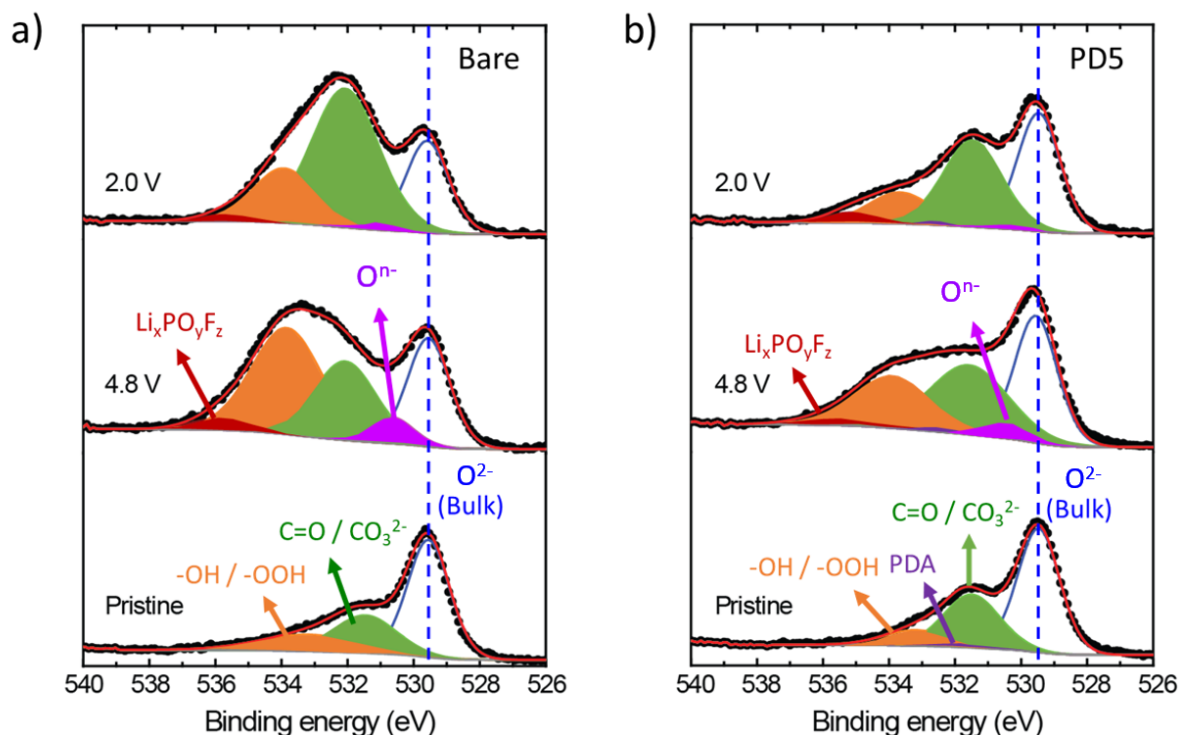 a)
Bare
2.0 V
Oⁿ⁻
LiₓPOᵧF_z
4.8 V
O²⁻
(Bulk)
C=O / CO₃²⁻
-OH / -OOH
Pristine
540 538 536 534 532 530 528 526
Binding energy (eV)
b)
PD5
2.0 V
Oⁿ⁻
LiₓPOᵧF_z
4.8 V
O²⁻
(Bulk)
C=O / CO₃²⁻
-OH / -OOH PDA
Pristine
540 538 536 534 532 530 528 526
Binding energy (eV)